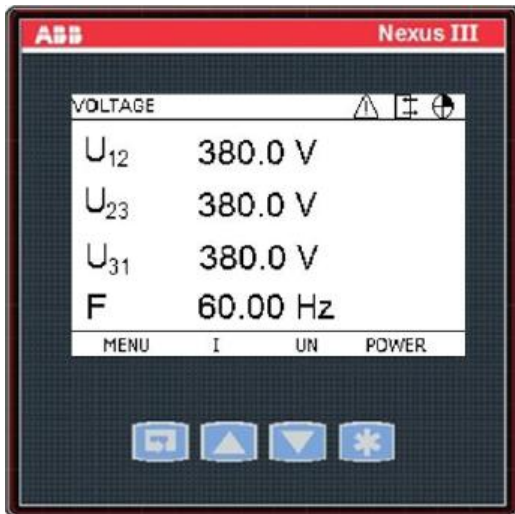 ABB Nexus III
VOLTAGE
U12 380.0 V
U23 380.0 V
U31 380.0 V
F 60.00 Hz
MENU I UN POWER